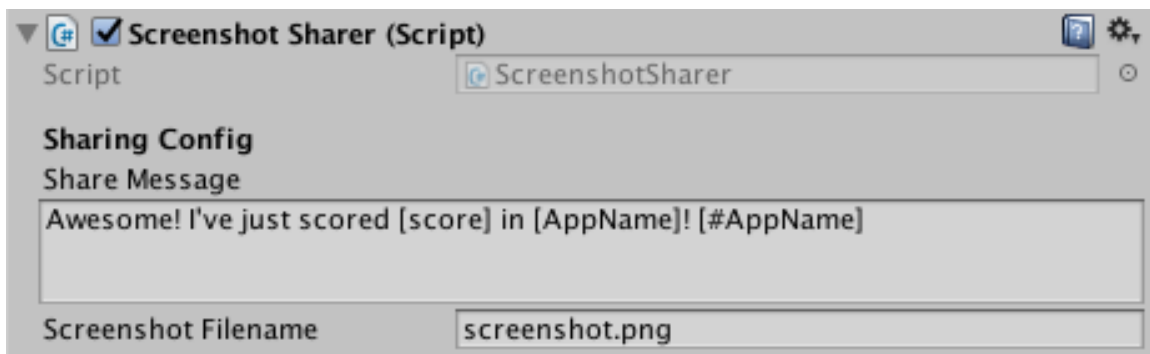 Screenshot Sharer (Script)
Script ScreenshotSharer
Sharing Config
Share Message
Awesome! I've just scored [score] in [AppName]! [#AppName]
Screenshot Filename screenshot.png